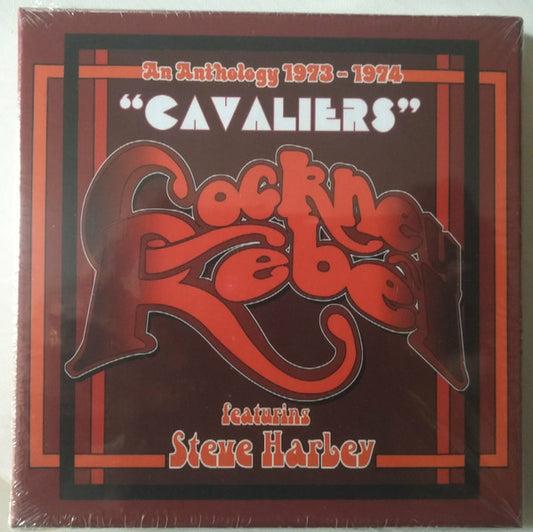 An Anthology 1973 - 1974
"CAVALIERS"
Cockney
Rebel
featuring
Steve Harley